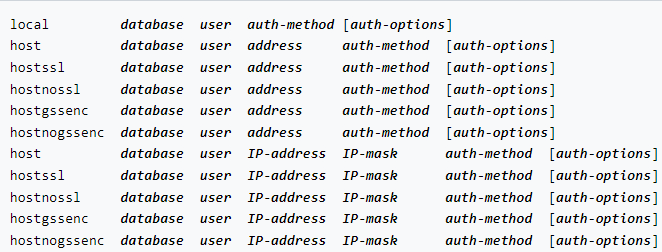 local database user auth-method [auth-options]
host database user address auth-method [auth-options]
hostssl database user address auth-method [auth-options]
hostnossl database user address auth-method [auth-options]
hostgssenc database user address auth-method [auth-options]
hostnogssenc database user address auth-method [auth-options]
host database user IP-address IP-mask auth-method [auth-options]
hostssl database user IP-address IP-mask auth-method [auth-options]
hostnossl database user IP-address IP-mask auth-method [auth-options]
hostgssenc database user IP-address IP-mask auth-method [auth-options]
hostnogssenc database user IP-address IP-mask auth-method [auth-options]